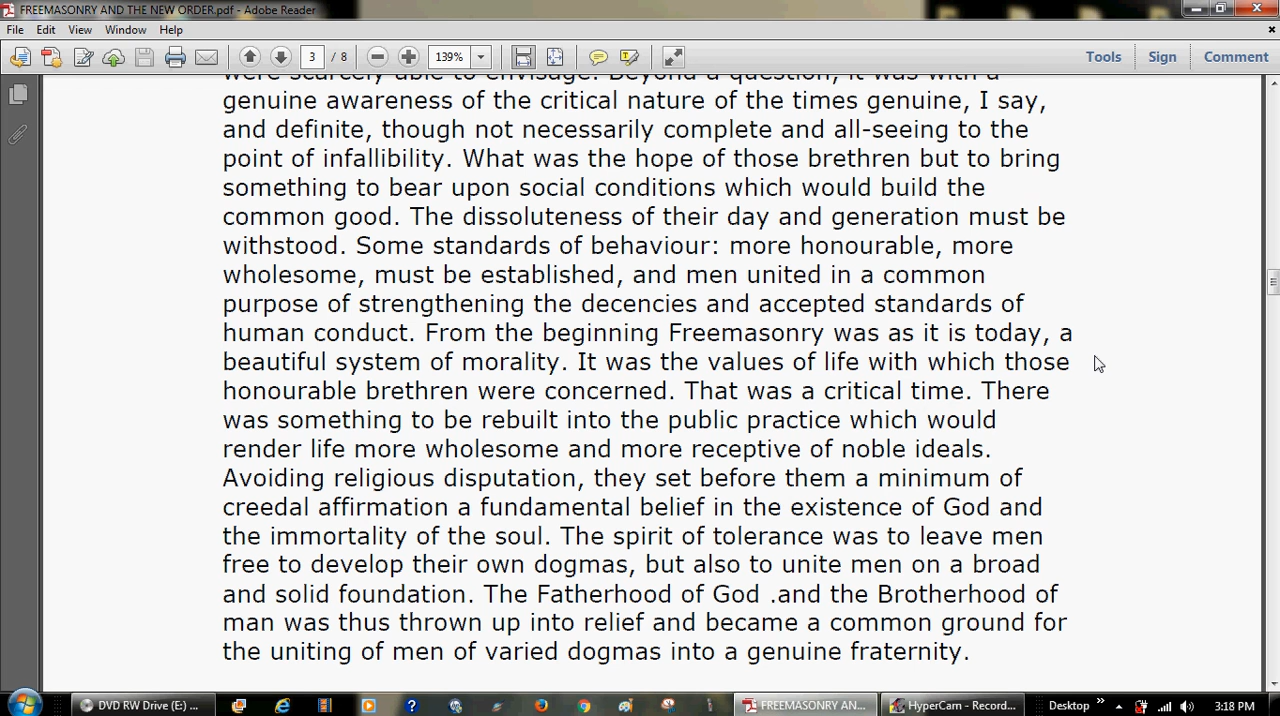 FREEMASONRY AND THE NEW ORDER.pdf - Adobe Reader
File Edit View Window Help
3 / 8 139% Tools Sign Comment
were scarcely able to envisage. Beyond a question, it was with a
genuine awareness of the critical nature of the times genuine, I say,
and definite, though not necessarily complete and all-seeing to the
point of infallibility. What was the hope of those brethren but to bring
something to bear upon social conditions which would build the
common good. The dissoluteness of their day and generation must be
withstood. Some standards of behaviour: more honourable, more
wholesome, must be established, and men united in a common
purpose of strengthening the decencies and accepted standards of
human conduct. From the beginning Freemasonry was as it is today, a
beautiful system of morality. It was the values of life with which those
honourable brethren were concerned. That was a critical time. There
was something to be rebuilt into the public practice which would
render life more wholesome and more receptive of noble ideals.
Avoiding religious disputation, they set before them a minimum of
creedal affirmation a fundamental belief in the existence of God and
the immortality of the soul. The spirit of tolerance was to leave men
free to develop their own dogmas, but also to unite men on a broad
and solid foundation. The Fatherhood of God .and the Brotherhood of
man was thus thrown up into relief and became a common ground for
the uniting of men of varied dogmas into a genuine fraternity.
DVD RW Drive (E:) ... FREEMASONRY AN... HyperCam - Record... Desktop » 3:18 PM